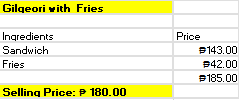 Gilgeori with Fries
Ingredients Price
Sandwich ₱143.00
Fries ₱42.00
₱185.00
Selling Price: ₱ 180.00